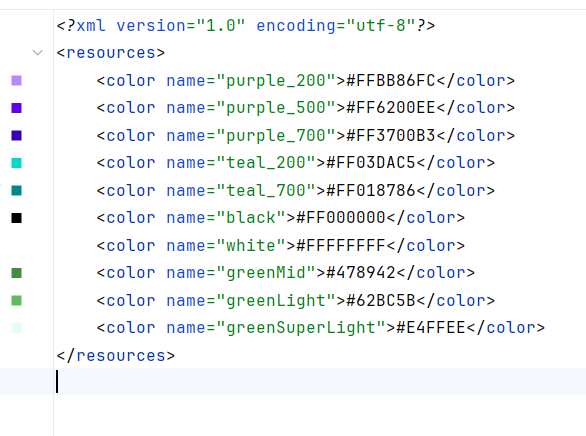 <?xml version="1.0" encoding="utf-8"?>
<resources>
    <color name="purple_200">#FFBB86FC</color>
    <color name="purple_500">#FF6200EE</color>
    <color name="purple_700">#FF3700B3</color>
    <color name="teal_200">#FF03DAC5</color>
    <color name="teal_700">#FF018786</color>
    <color name="black">#FF000000</color>
    <color name="white">#FFFFFFFF</color>
    <color name="greenMid">#478942</color>
    <color name="greenLight">#62BC5B</color>
    <color name="greenSuperLight">#E4FFEE</color>
</resources>